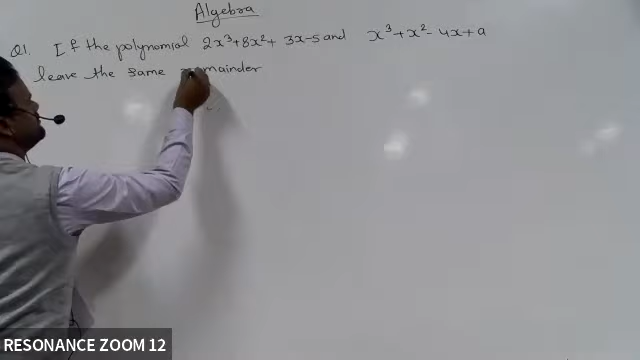 Algebra
Q1. If the polynomial 2x³+8x²+ 3x-5 and x³+x²- 4x+a
leave the same remainder
RESONANCE ZOOM 12